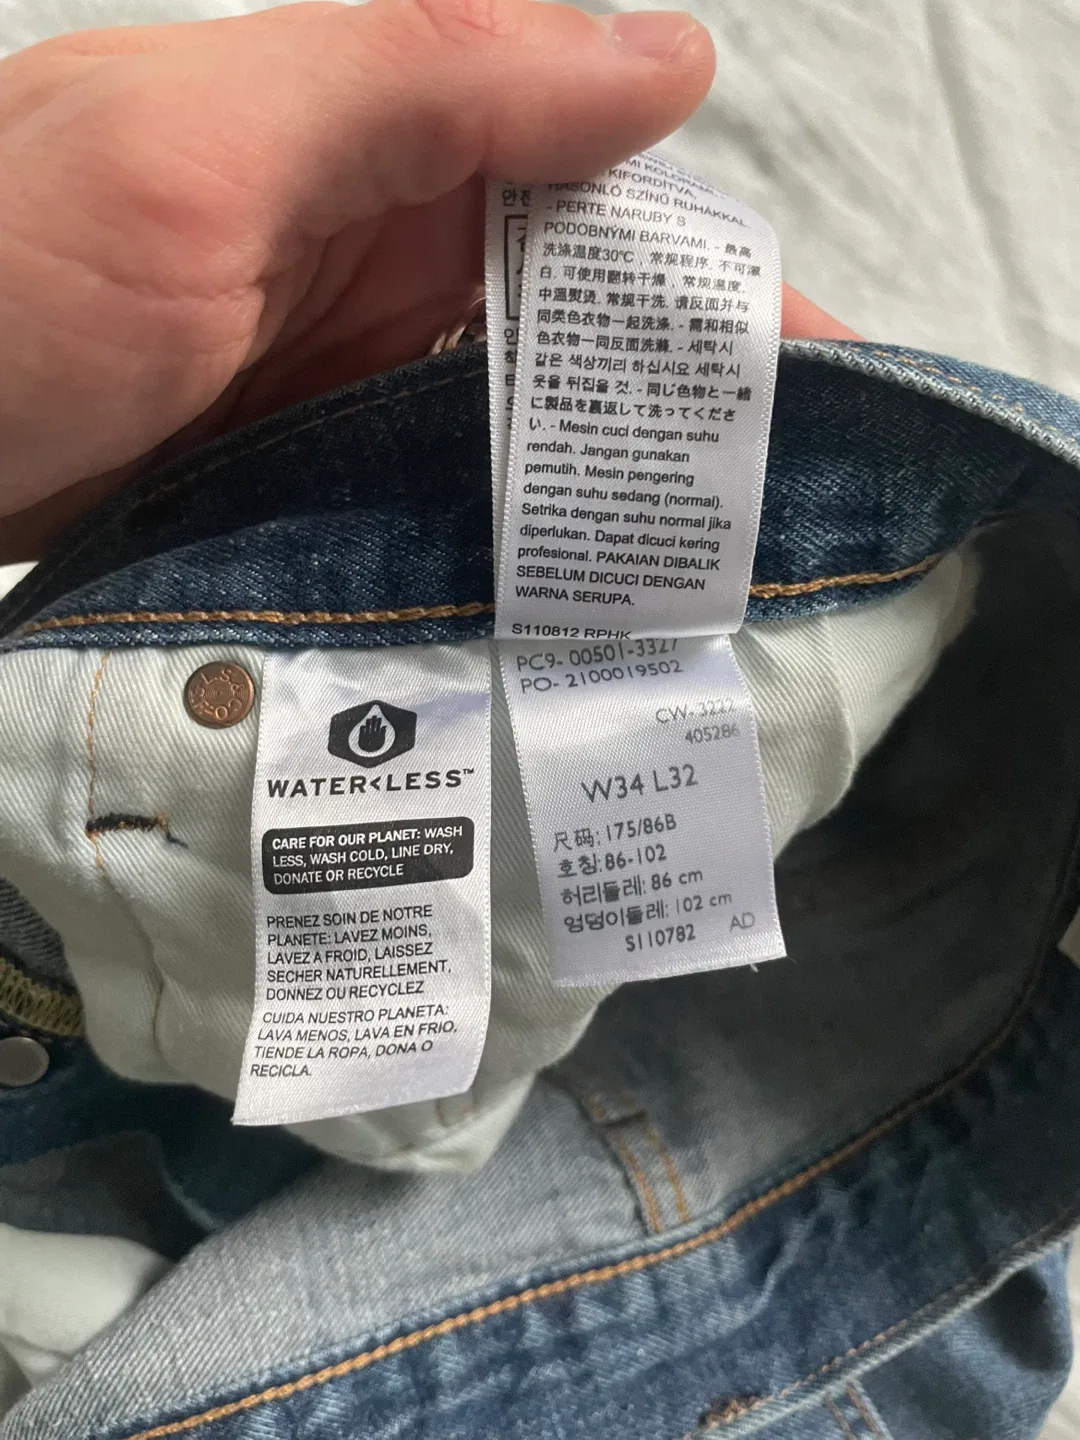 KIFORDÍTVA
HASONLÓ SZÍNŰ RUHÁKKAL.
- PERTE NARUBY S
PODOBNÝMI BARVAMI. - 最高
洗涤温度30°C , 常规程序. 不可漂
白. 可使用翻转干燥 , 常规温度.
中温熨烫. 常规干洗. 请反面并与
同类色衣物一起洗涤. - 需和相似
色衣物一同反面洗滌. - 세탁시
같은 색상끼리 하십시요 세탁시
옷을 뒤집을 것. - 同じ色物と一緒
に製品を裏返して洗ってくださ
い. - Mesin cuci dengan suhu
rendah. Jangan gunakan
pemutih. Mesin pengering
dengan suhu sedang (normal).
Setrika dengan suhu normal jika
diperlukan. Dapat dicuci kering
profesional. PAKAIAN DIBALIK
SEBELUM DICUCI DENGAN
WARNA SERUPA.
S110812 RPHK
PC9- 00501-3327
PO- 2100019502
CW- 3222
405286
W34 L32
尺码: 175/86B
호칭: 86-102
허리둘레: 86 cm
엉덩이둘레: 102 cm
S110782 AD
WATER<LESS™
CARE FOR OUR PLANET: WASH
LESS, WASH COLD, LINE DRY,
DONATE OR RECYCLE
PRENEZ SOIN DE NOTRE
PLANETE: LAVEZ MOINS,
LAVEZ A FROID, LAISSEZ
SECHER NATURELLEMENT,
DONNEZ OU RECYCLEZ
CUIDA NUESTRO PLANETA:
LAVA MENOS, LAVA EN FRIO,
TIENDE LA ROPA, DONA O
RECICLA.